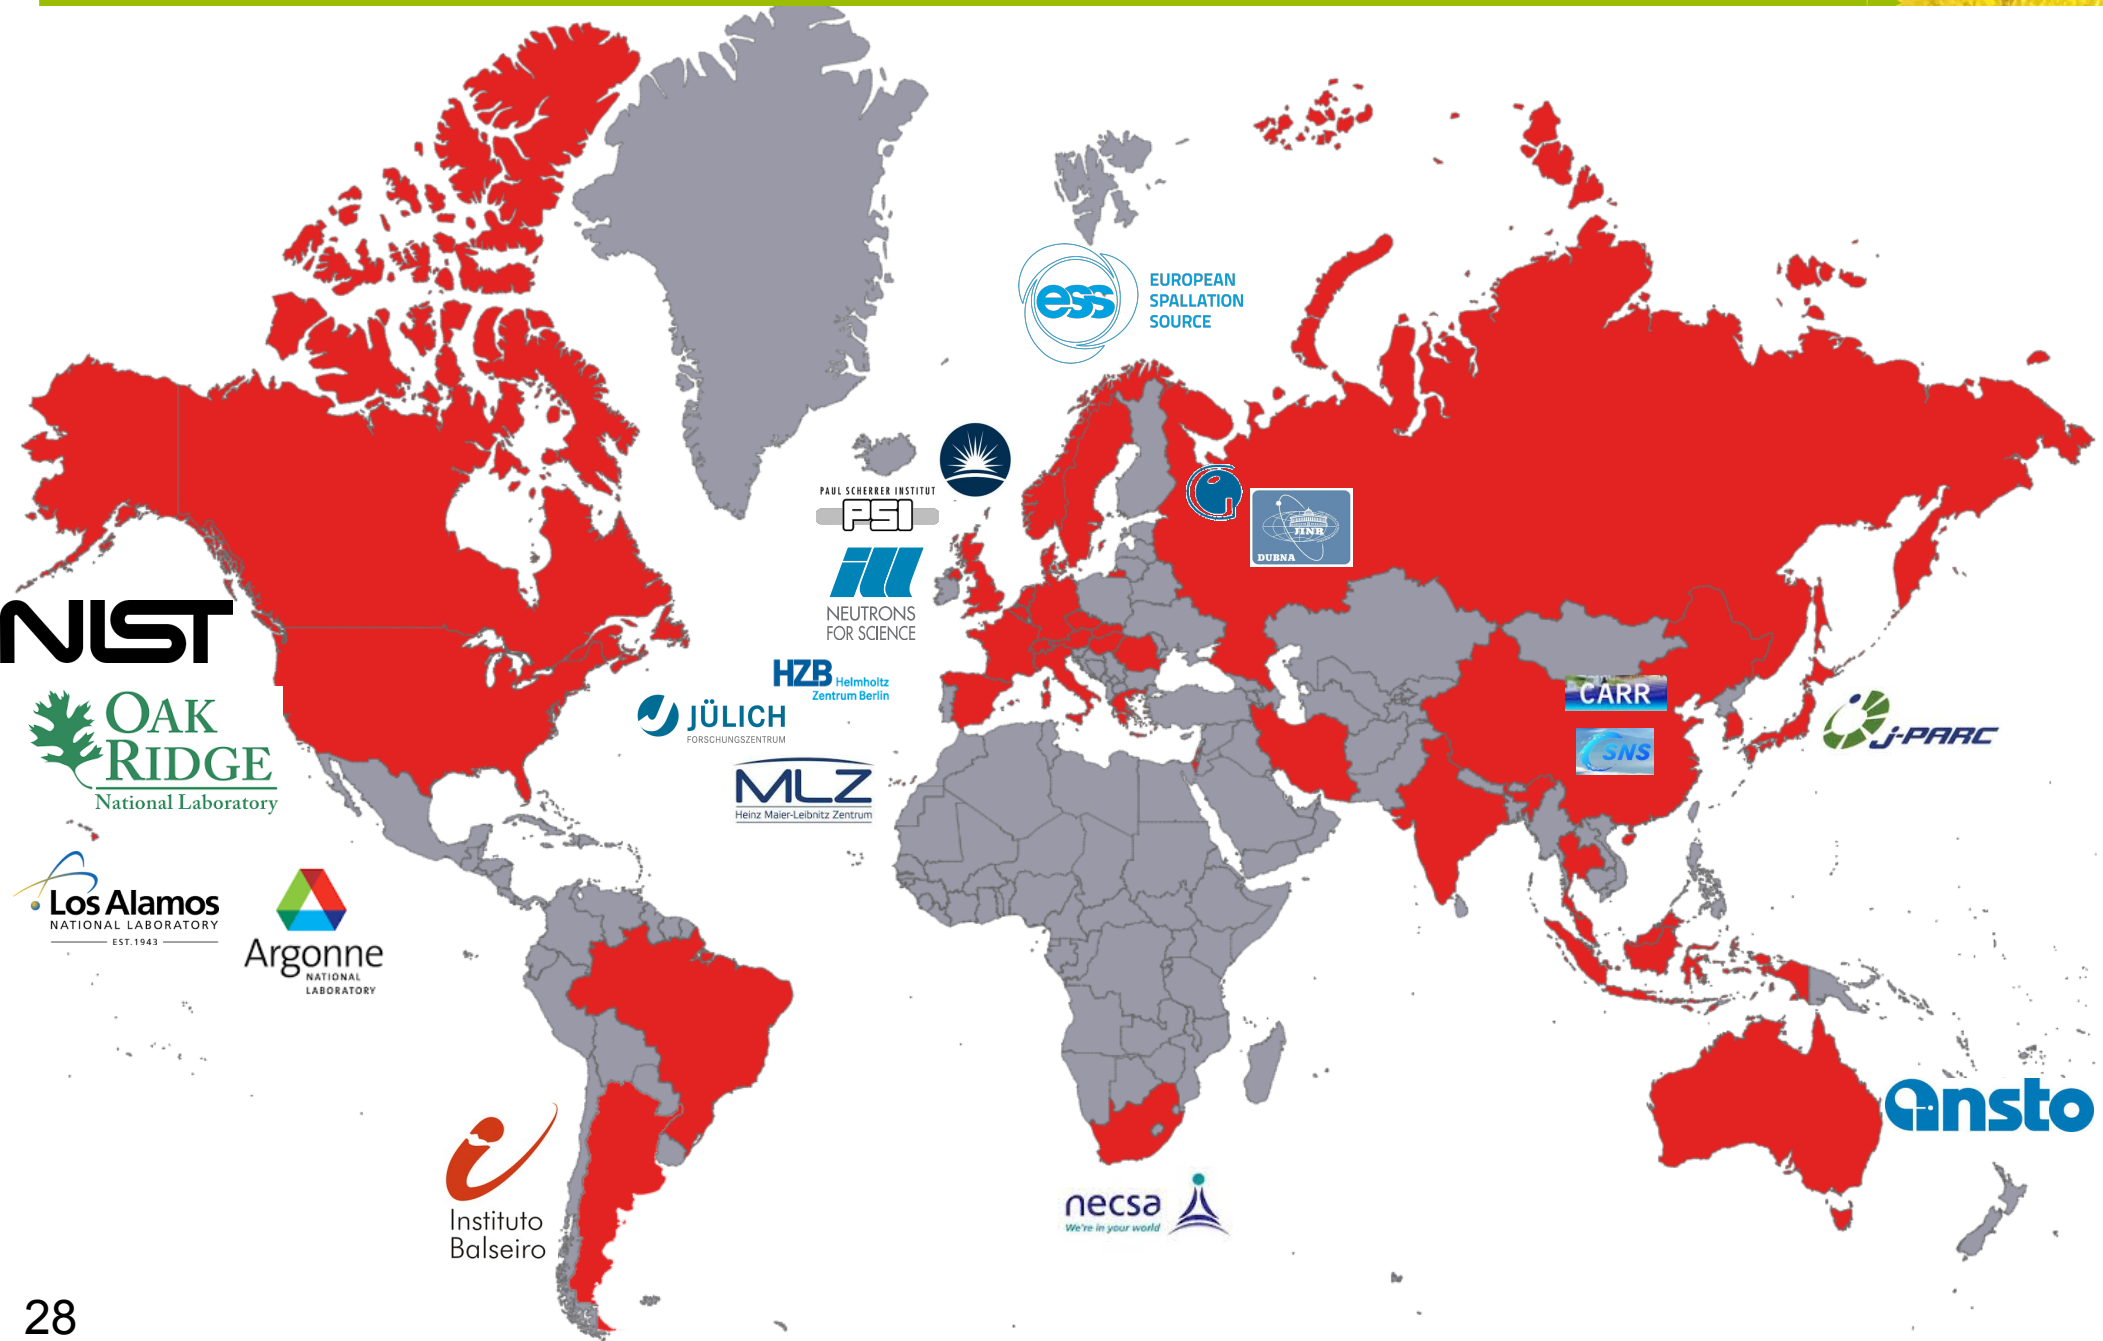 EUROPEAN
SPALLATION
SOURCE
ess
PAUL SCHERRER INSTITUT
PSI
JINR
DUBNA
ill
NEUTRONS
FOR SCIENCE
NIST
HZB Helmholtz
Zentrum Berlin
JÜLICH
FORSCHUNGSZENTRUM
OAK
RIDGE
National Laboratory
CARR
CSNS
j-PARC
MLZ
Heinz Maier-Leibnitz Zentrum
Los Alamos
NATIONAL LABORATORY
EST.1943
Argonne
NATIONAL
LABORATORY
ansto
Instituto
Balseiro
necsa
We're in your world
28